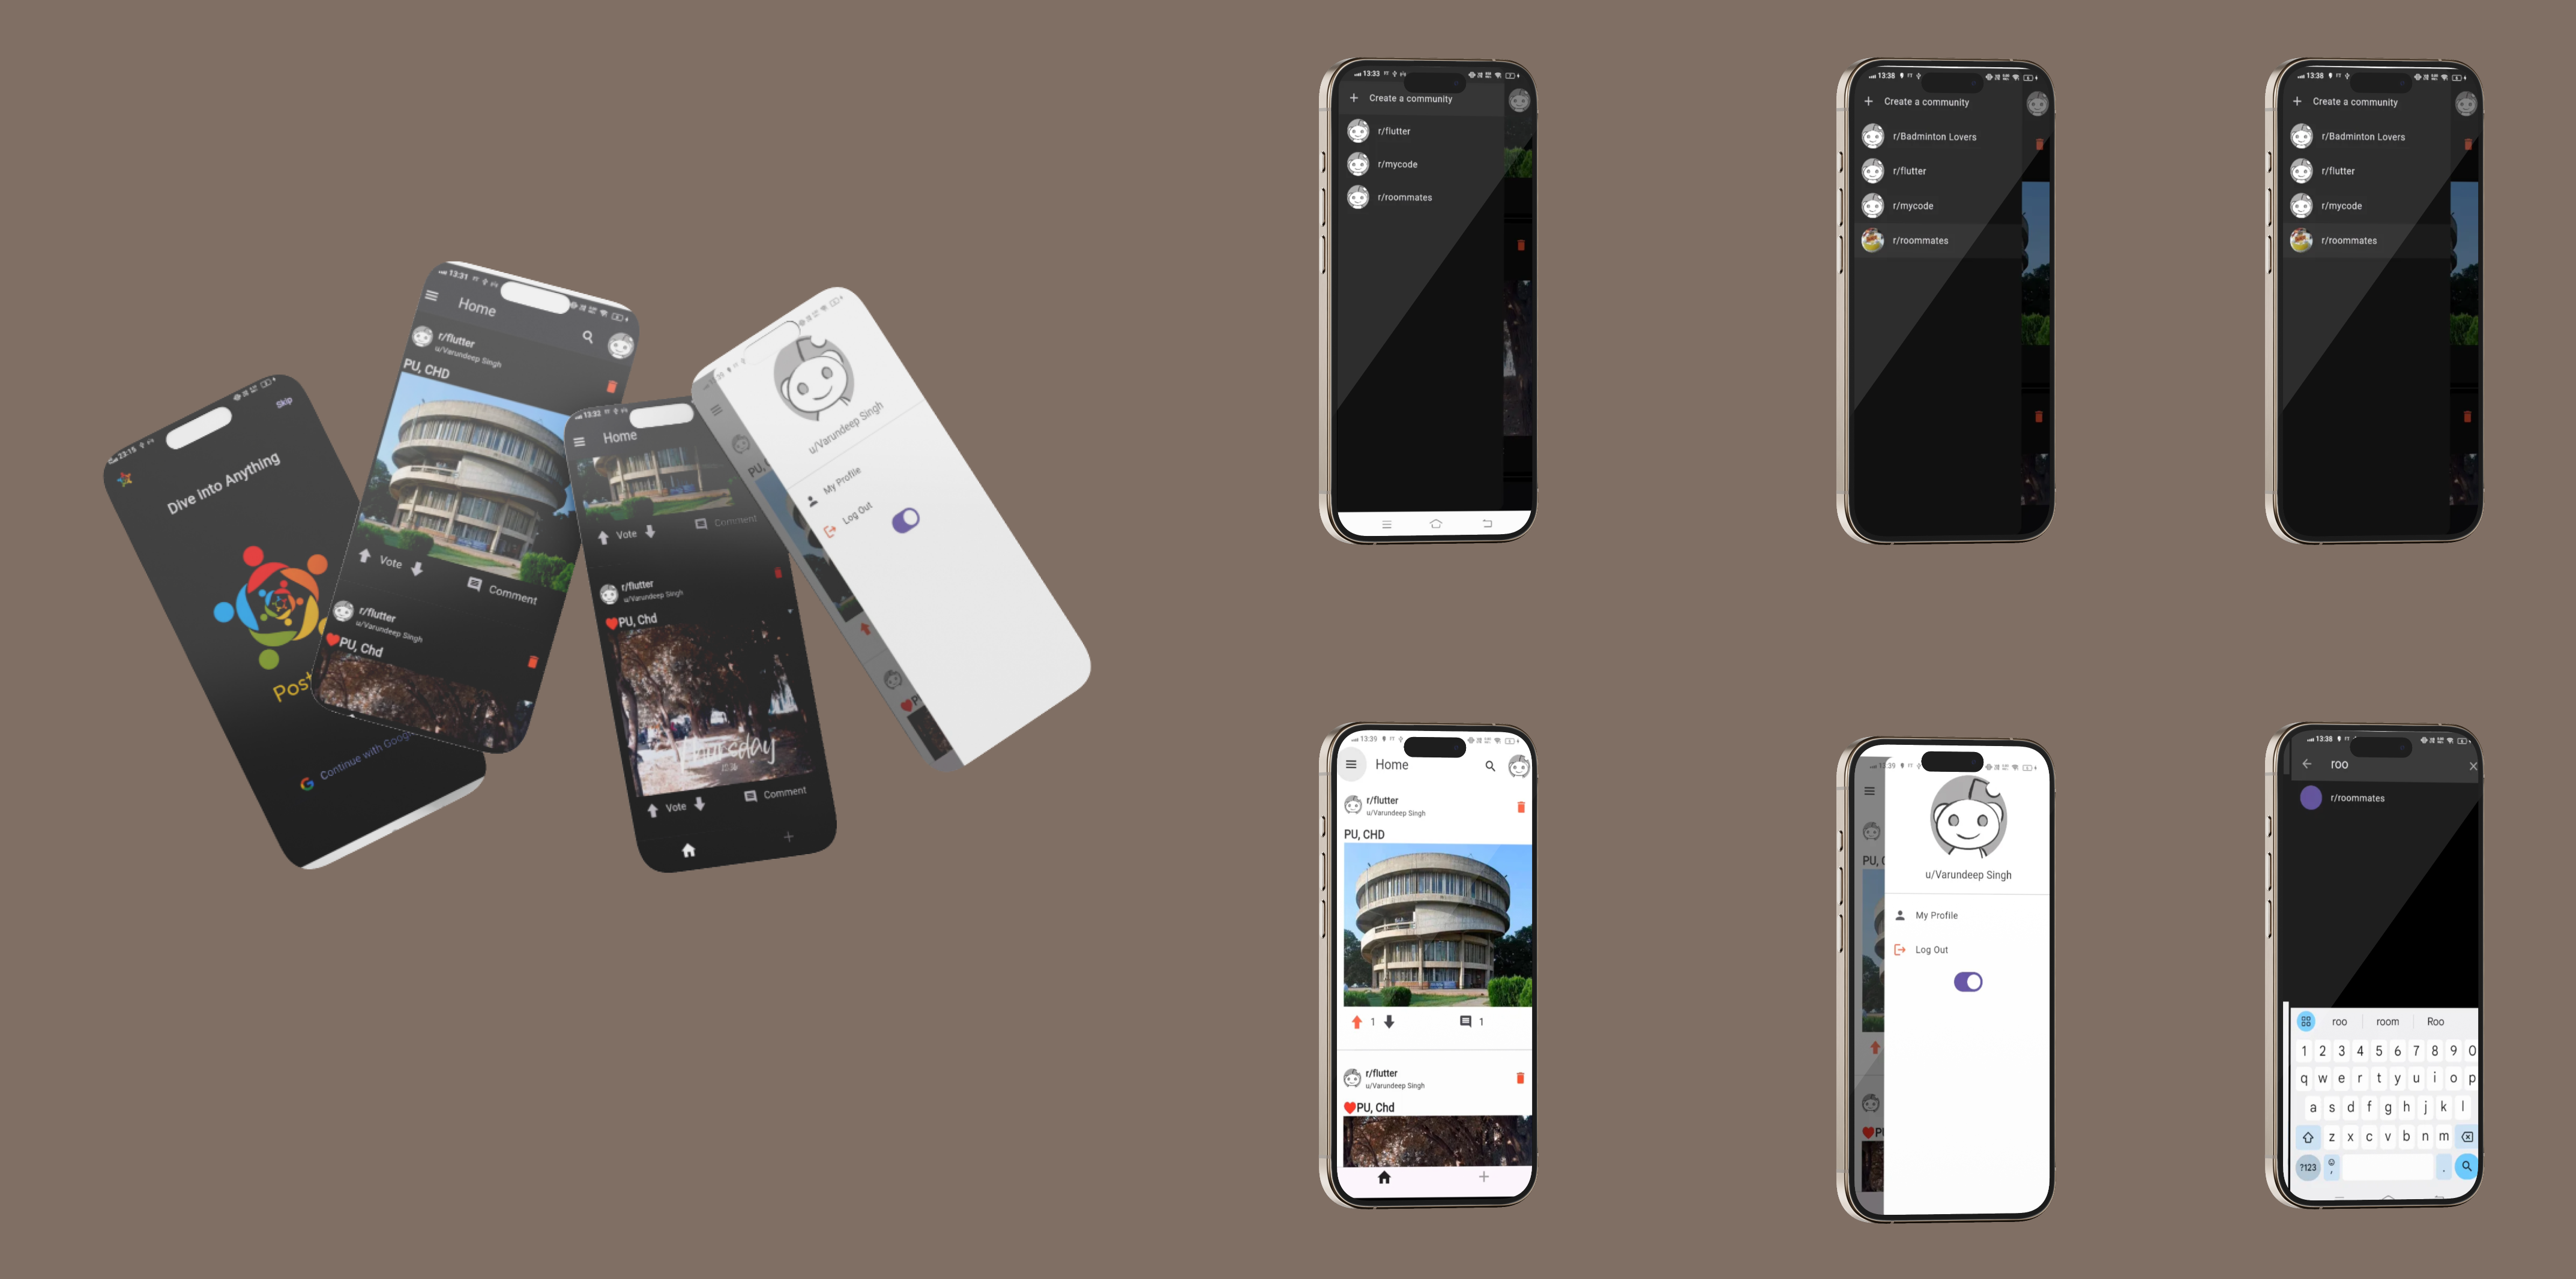 23:15
Skip
Dive into Anything
Post
Continue with Goog
13:31
Home
r/flutter
u/Varundeep Singh
PU, CHD
Vote
Comment
r/flutter
u/Varundeep Singh
❤️PU, Chd
13:32
Home
Vote
Comment
r/flutter
u/Varundeep Singh
❤️PU, Chd
Thursday
Vote
Comment
PU,
u/Varundeep Singh
My Profile
Log Out
13:33
Create a community
r/flutter
r/mycode
r/roommates
13:38
Create a community
r/Badminton Lovers
r/flutter
r/mycode
r/roommates
13:38
Create a community
r/Badminton Lovers
r/flutter
r/mycode
r/roommates
13:39
Home
r/flutter
u/Varundeep Singh
PU, CHD
1
1
r/flutter
u/Varundeep Singh
❤️PU, Chd
13:39
u/Varundeep Singh
My Profile
Log Out
PU, C
❤️PU
13:38
roo
r/roommates
roo room Roo
1 2 3 4 5 6 7 8 9 0
q w e r t y u i o p
a s d f g h j k l
z x c v b n m
?123 , .